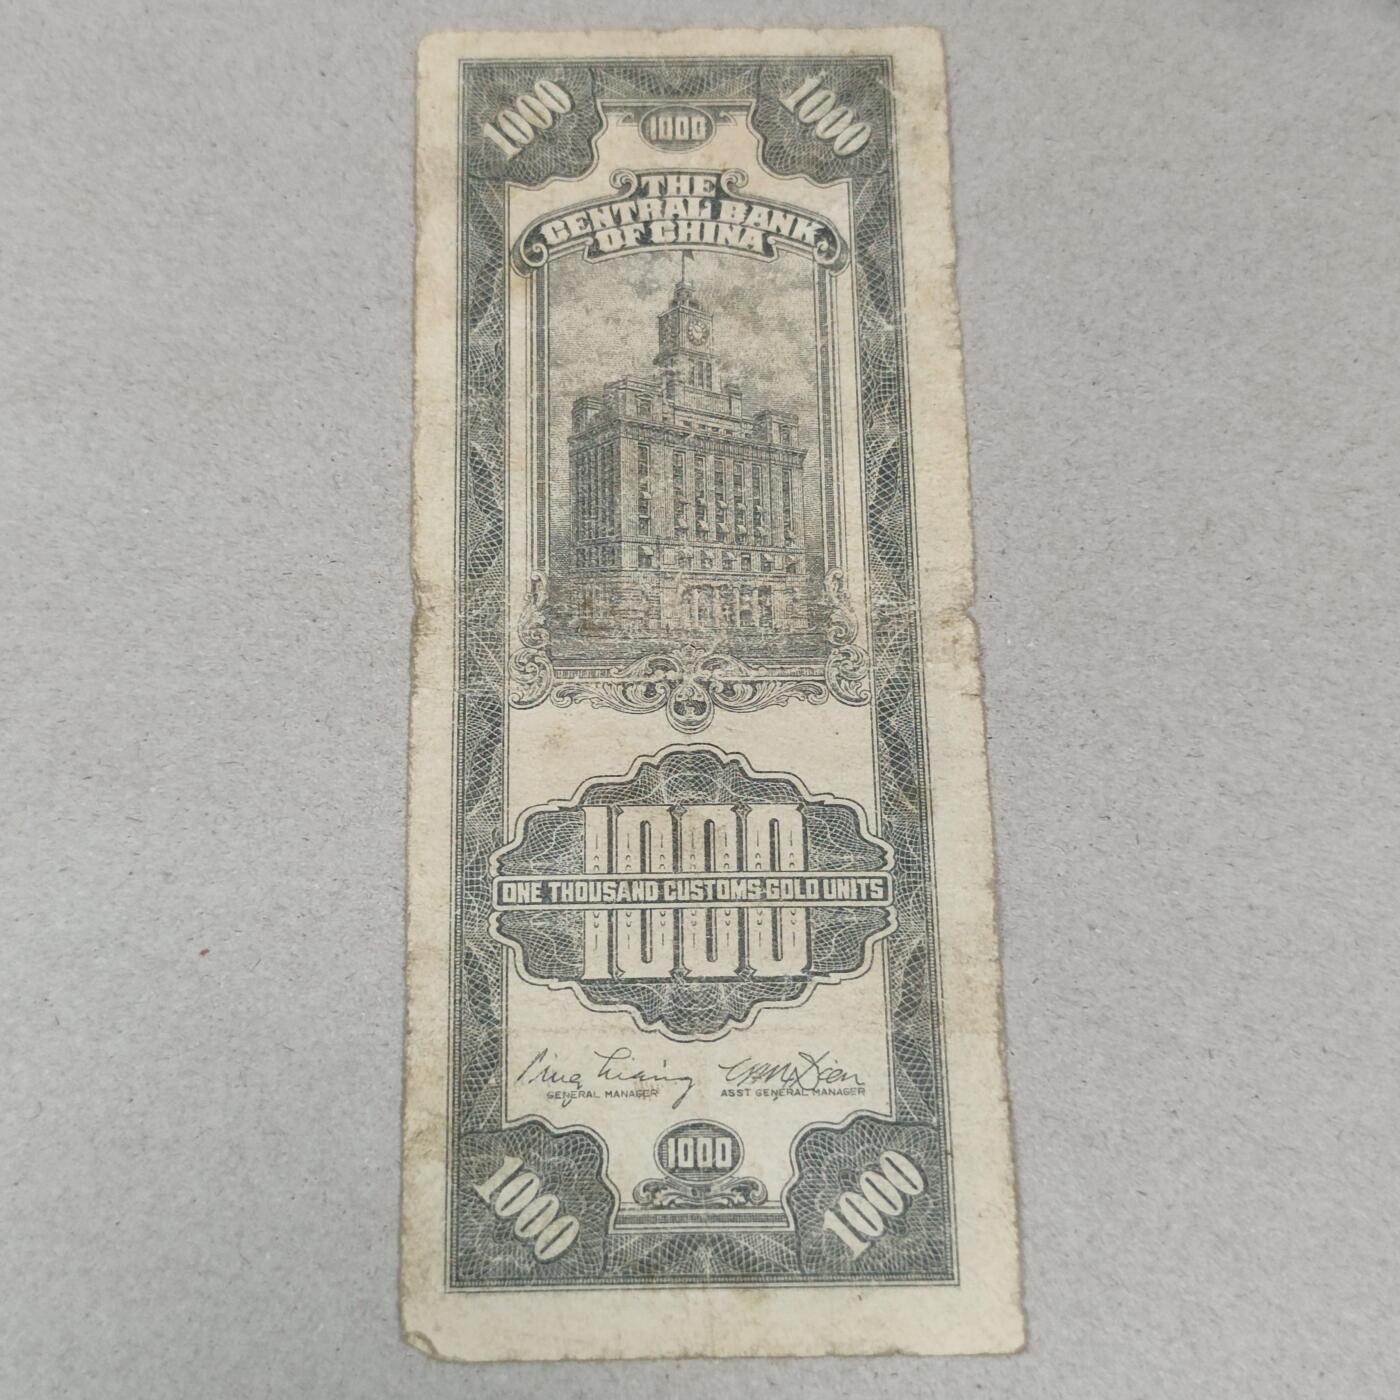 1000 1000
1000
THE
CENTRAL BANK
OF CHINA
1000
ONE THOUSAND CUSTOMS GOLD UNITS
GENERAL MANAGER ASST GENERAL MANAGER
1000
1000 1000